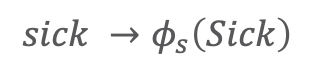 sick → ϕₛ(Sick)